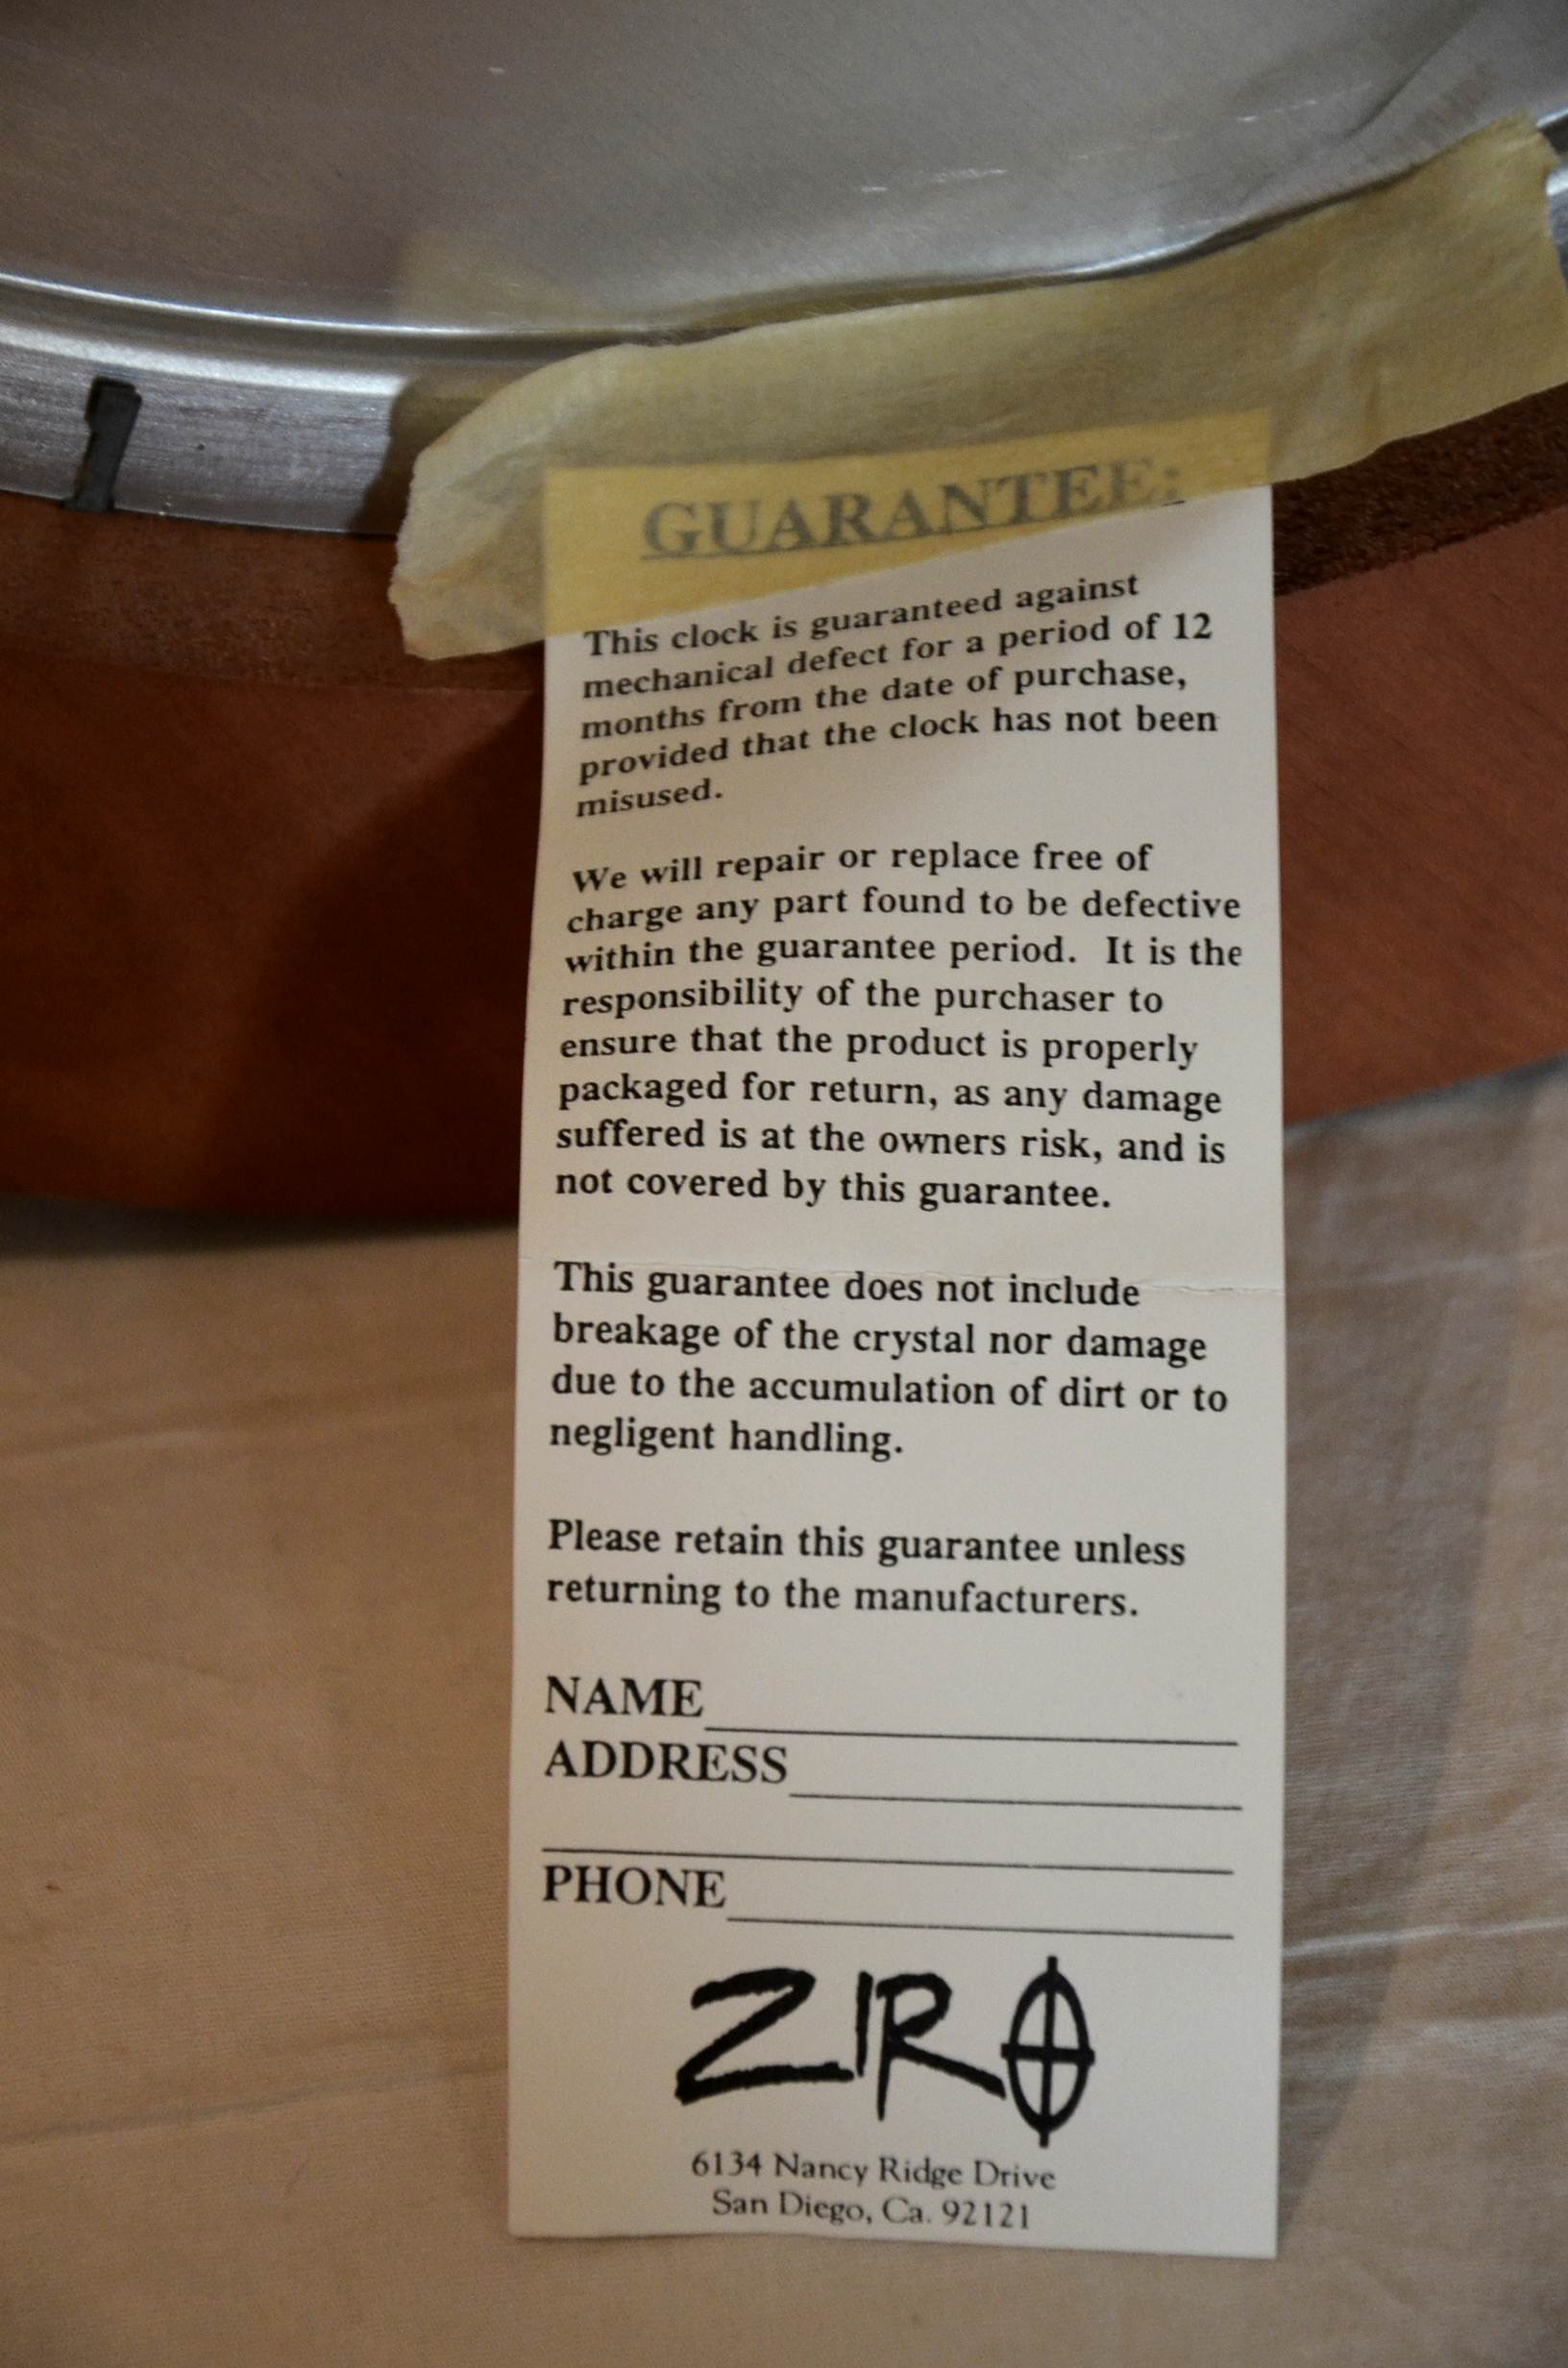 GUARANTEE:
This clock is guaranteed against
mechanical defect for a period of 12
months from the date of purchase,
provided that the clock has not been
misused.
We will repair or replace free of
charge any part found to be defective
within the guarantee period. It is the
responsibility of the purchaser to
ensure that the product is properly
packaged for return, as any damage
suffered is at the owners risk, and is
not covered by this guarantee.
This guarantee does not include
breakage of the crystal nor damage
due to the accumulation of dirt or to
negligent handling.
Please retain this guarantee unless
returning to the manufacturers.
NAME
ADDRESS
PHONE
ZIRO
6134 Nancy Ridge Drive
San Diego, Ca. 92121